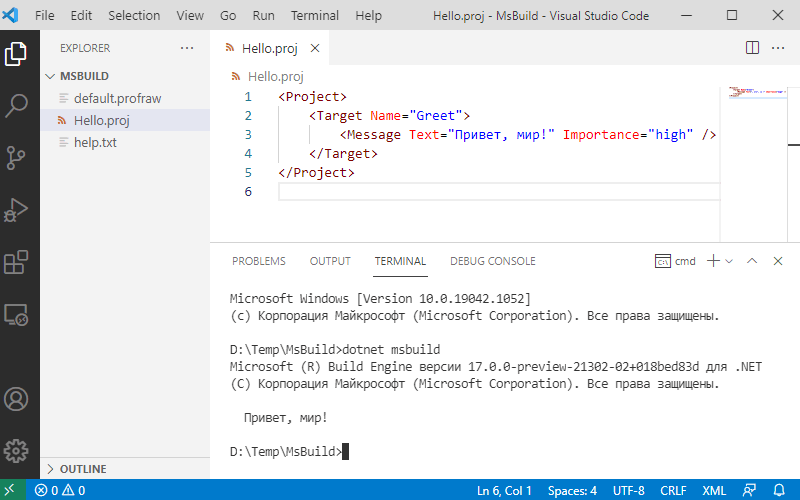 File Edit Selection View Go Run Terminal Help Hello.proj - MsBuild - Visual Studio Code
EXPLORER
MSBUILD
default.profraw
Hello.proj
help.txt
OUTLINE
Hello.proj
Hello.proj
1 <Project>
2 <Target Name="Greet">
3 <Message Text="Привет, мир!" Importance="high" />
4 </Target>
5 </Project>
6
PROBLEMS OUTPUT TERMINAL DEBUG CONSOLE cmd
Microsoft Windows [Version 10.0.19042.1052]
(c) Корпорация Майкрософт (Microsoft Corporation). Все права защищены.
D:\Temp\MsBuild>dotnet msbuild
Microsoft (R) Build Engine версии 17.0.0-preview-21302-02+018bed83d для .NET
(C) Корпорация Майкрософт (Microsoft Corporation). Все права защищены.
Привет, мир!
D:\Temp\MsBuild>
0 0 Ln 6, Col 1 Spaces: 4 UTF-8 CRLF XML